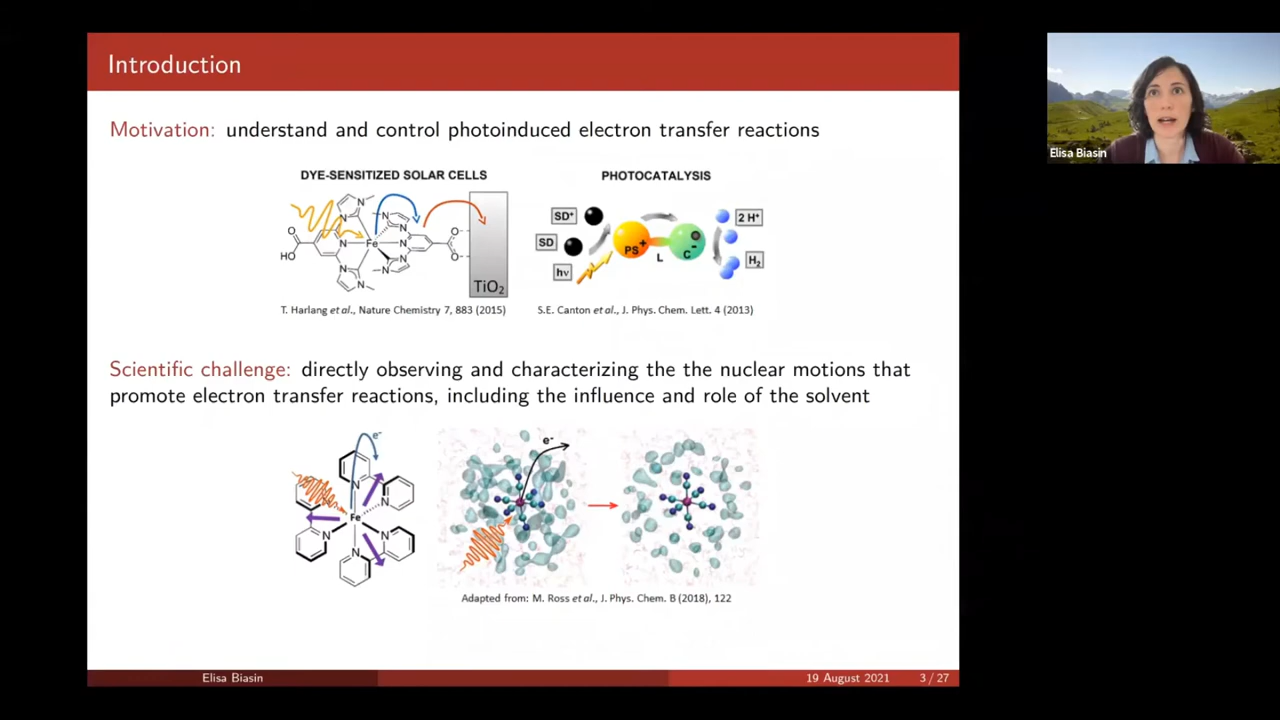 Introduction
Motivation: understand and control photoinduced electron transfer reactions
DYE-SENSITIZED SOLAR CELLS
N
N
N
N
O
HO
N
Fe
N
O-
O-
N
N
N
N
TiO2
T. Harlang et al., Nature Chemistry 7, 883 (2015)
PHOTOCATALYSIS
SD+
SD
hν
PS+
L
C-
2 H+
H2
S.E. Canton et al., J. Phys. Chem. Lett. 4 (2013)
Scientific challenge: directly observing and characterizing the the nuclear motions that
promote electron transfer reactions, including the influence and role of the solvent
e-
N
N
N
Fe
N
N
N
e-
Adapted from: M. Ross et al., J. Phys. Chem. B (2018), 122
Elisa Biasin
19 August 2021
3 / 27
Elisa Biasin